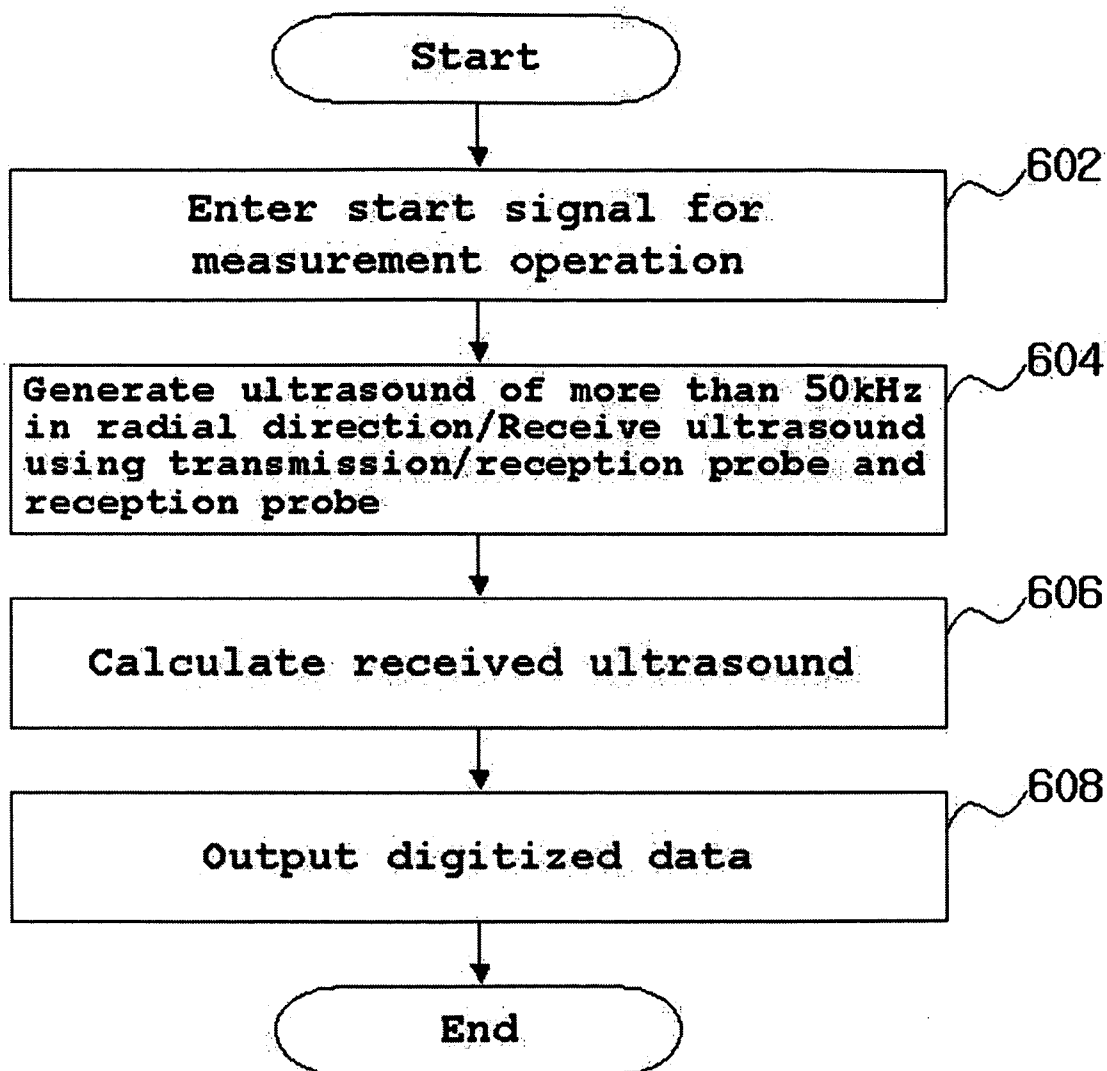 Start
602
Enter start signal for
measurement operation
604
Generate ultrasound of more than 50kHz
in radial direction/Receive ultrasound
using transmission/reception probe and
reception probe
606
Calculate received ultrasound
608
Output digitized data
End